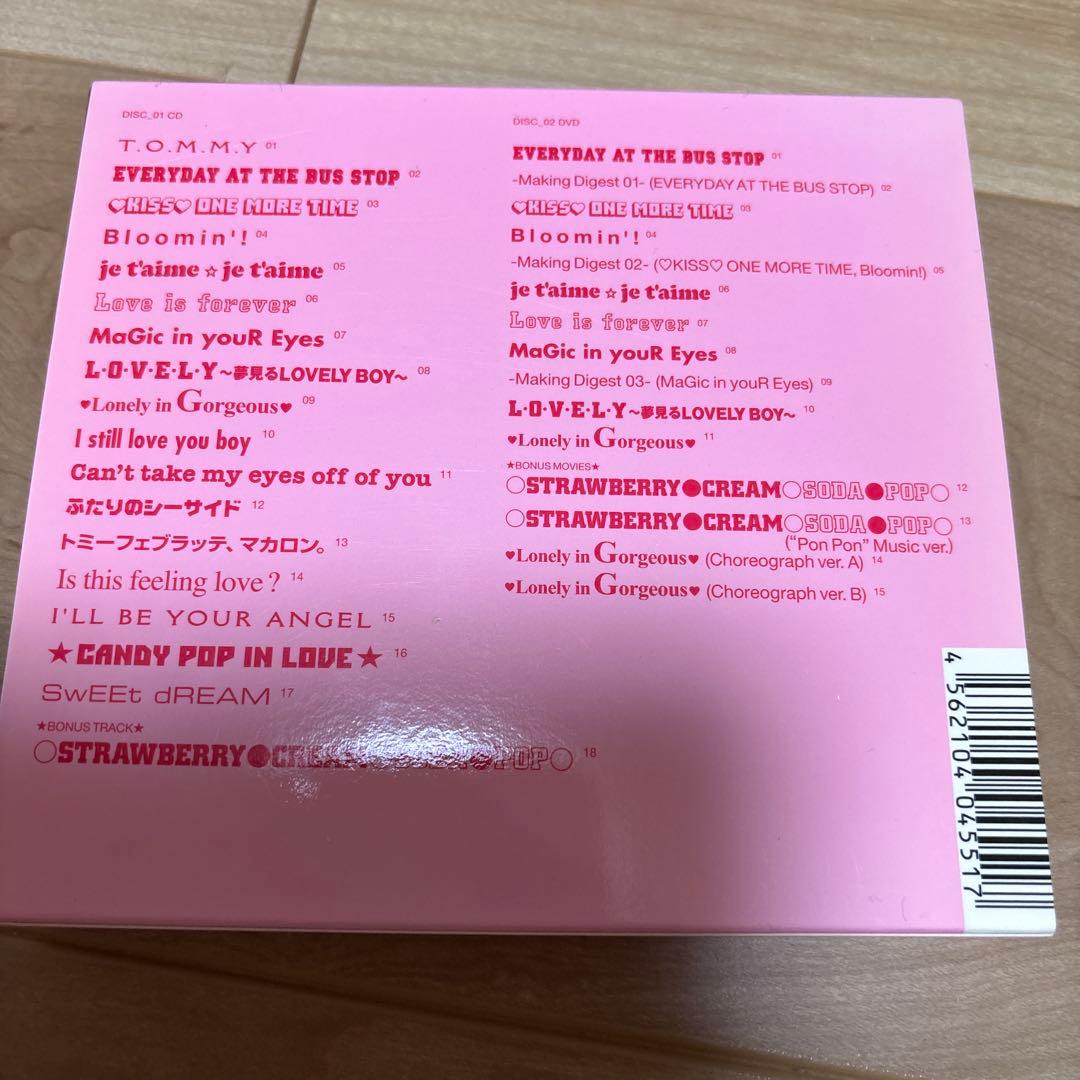 DISC_01 CD
T.O.M.M.Y 01
EVERYDAY AT THE BUS STOP 02
♡KISS♡ ONE MORE TIME 03
Bloomin'! 04
je t'aime☆je t'aime 05
Love is forever 06
MaGic in youR Eyes 07
L・O・V・E・L・Y～夢見るLOVELY BOY～ 08
♥Lonely in Gorgeous♥ 09
I still love you boy 10
Can't take my eyes off of you 11
ふたりのシーサイド 12
トミーフェブラッテ、マカロン。 13
Is this feeling love? 14
I'LL BE YOUR ANGEL 15
★CANDY POP IN LOVE★ 16
SwEEt dREAM 17
★BONUS TRACK★
○STRAWBERRY●CREAM○SODA●POP○ 18
DISC_02 DVD
EVERYDAY AT THE BUS STOP 01
-Making Digest 01- (EVERYDAY AT THE BUS STOP) 02
♡KISS♡ ONE MORE TIME 03
Bloomin'! 04
-Making Digest 02- (♡KISS♡ ONE MORE TIME, Bloomin!) 05
je t'aime☆je t'aime 06
Love is forever 07
MaGic in youR Eyes 08
-Making Digest 03- (MaGic in youR Eyes) 09
L・O・V・E・L・Y～夢見るLOVELY BOY～ 10
♥Lonely in Gorgeous♥ 11
★BONUS MOVIES★
○STRAWBERRY●CREAM○SODA●POP○ 12
○STRAWBERRY●CREAM○SODA●POP○ 13
("Pon Pon" Music ver.)
♥Lonely in Gorgeous♥ (Choreograph ver. A) 14
♥Lonely in Gorgeous♥ (Choreograph ver. B) 15
4 562104 045517